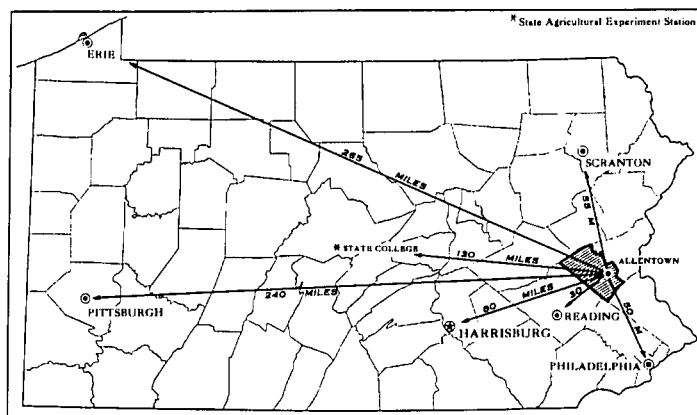 * State Agricultural Experiment Station
ERIE
265 MILES
SCRANTON
55 M
* STATE COLLEGE
130 MILES
ALLENTOWN
240 MILES
PITTSBURGH
80 MILES
30
READING
50 M
HARRISBURG
PHILADELPHIA